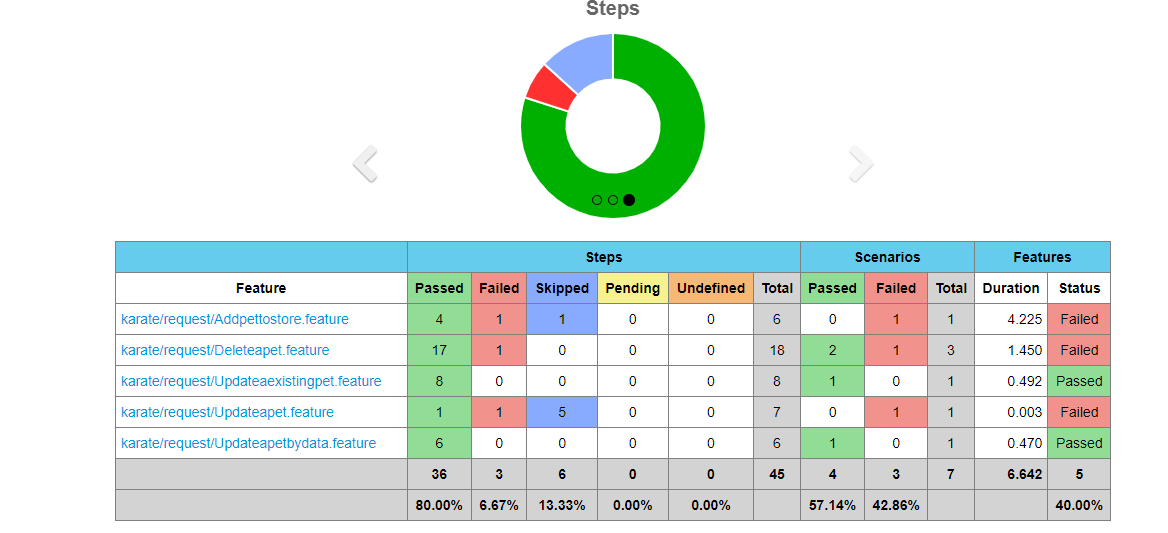 Steps
Steps Scenarios Features
Feature Passed Failed Skipped Pending Undefined Total Passed Failed Total Duration Status
karate/request/Addpettostore.feature 4 1 1 0 0 6 0 1 1 4.225 Failed
karate/request/Deleteapet.feature 17 1 0 0 0 18 2 1 3 1.450 Failed
karate/request/Updateaexistingpet.feature 8 0 0 0 0 8 1 0 1 0.492 Passed
karate/request/Updateapet.feature 1 1 5 0 0 7 0 1 1 0.003 Failed
karate/request/Updateapetbydata.feature 6 0 0 0 0 6 1 0 1 0.470 Passed
36 3 6 0 0 45 4 3 7 6.642 5
80.00% 6.67% 13.33% 0.00% 0.00% 57.14% 42.86% 40.00%